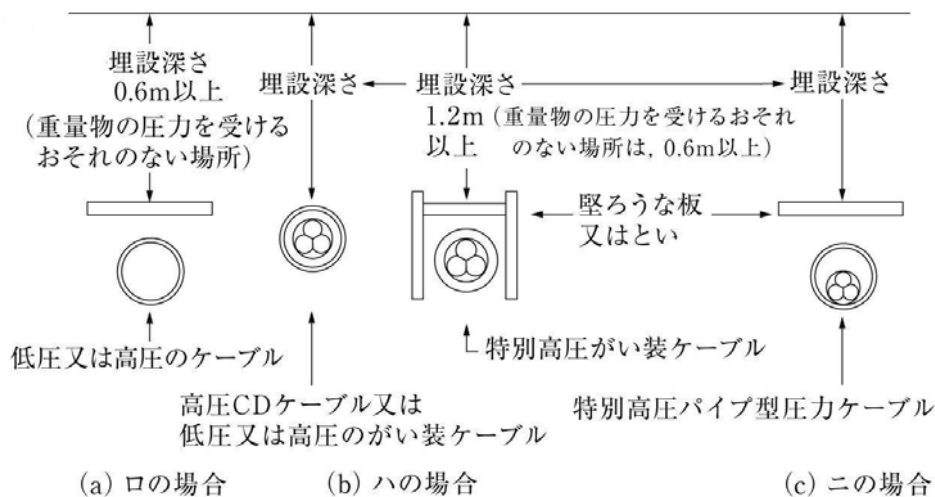 埋設深さ
0.6m以上
(重量物の圧力を受ける
おそれのない場所)
埋設深さ
埋設深さ
1.2m (重量物の圧力を受けるおそれ
以上 のない場所は, 0.6m以上)
埋設深さ
堅ろうな板
又はとい
低圧又は高圧のケーブル
高圧CDケーブル又は
低圧又は高圧のがい装ケーブル
特別高圧がい装ケーブル
特別高圧パイプ型圧力ケーブル
(a) ロの場合
(b) ハの場合
(c) ニの場合